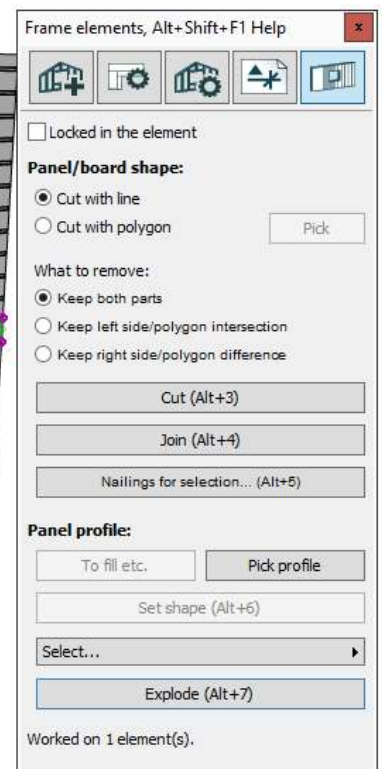 Frame elements, Alt+Shift+F1 Help
x
Locked in the element
Panel/board shape:
Cut with line
Cut with polygon
Pick
What to remove:
Keep both parts
Keep left side/polygon intersection
Keep right side/polygon difference
Cut (Alt+3)
Join (Alt+4)
Nailings for selection... (Alt+5)
Panel profile:
To fill etc.
Pick profile
Set shape (Alt+6)
Select...
Explode (Alt+7)
Worked on 1 element(s).